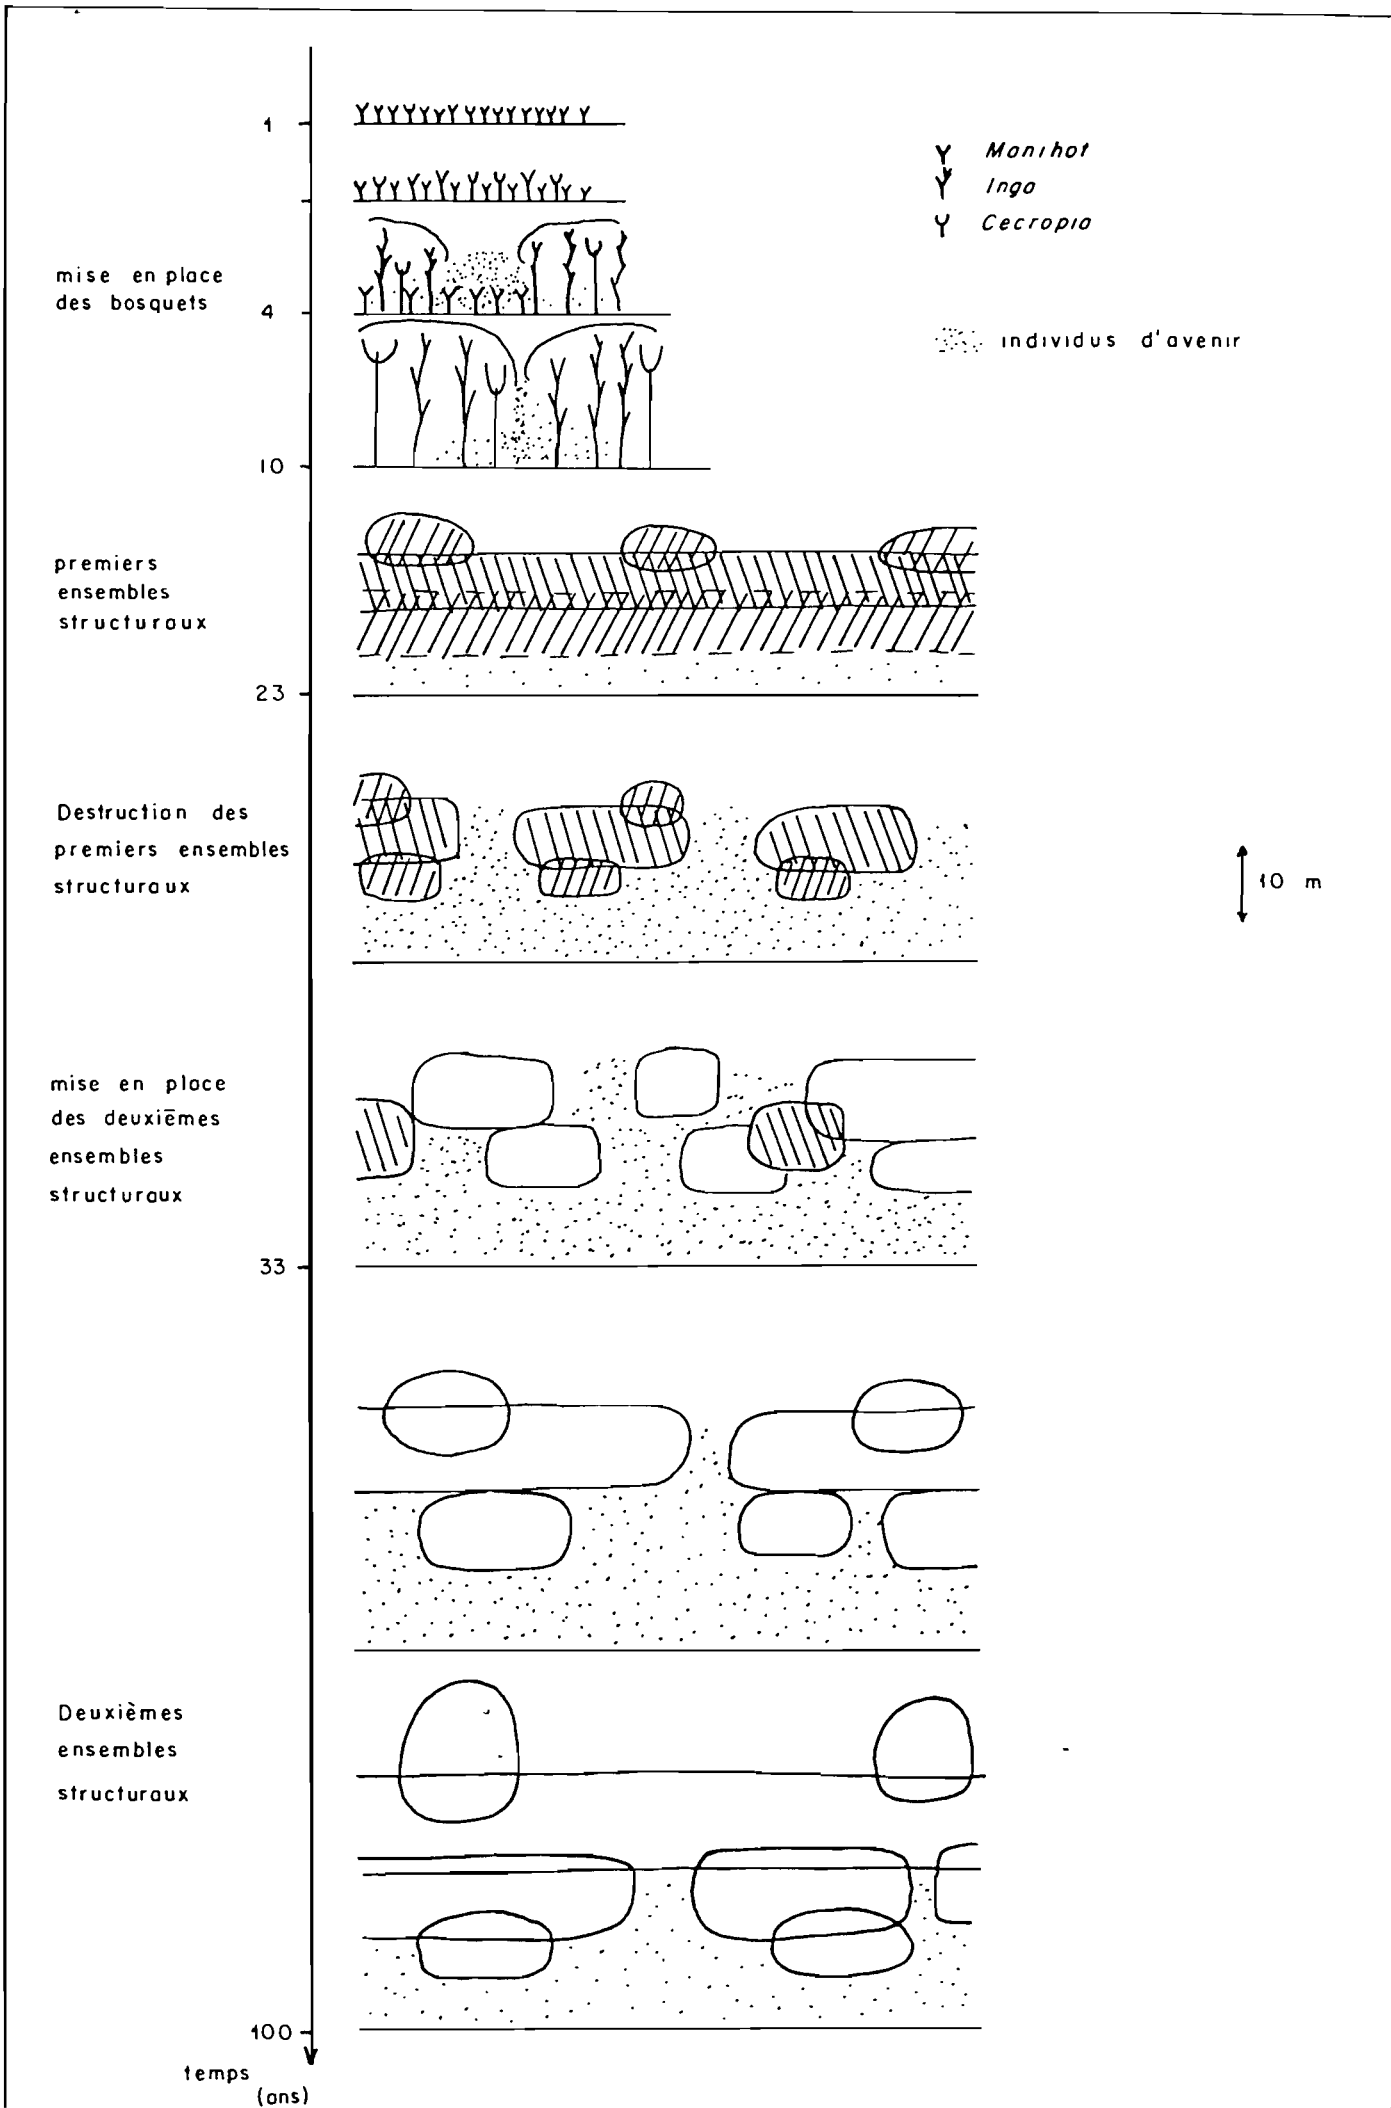 1
Manihot
Inga
Cecropia
mise en place
des bosquets
4
individus d'avenir
10
premiers
ensembles
structuraux
23
Destruction des
premiers ensembles
structuraux
10 m
mise en place
des deuxièmes
ensembles
structuraux
33
Deuxièmes
ensembles
structuraux
100
temps
(ans)